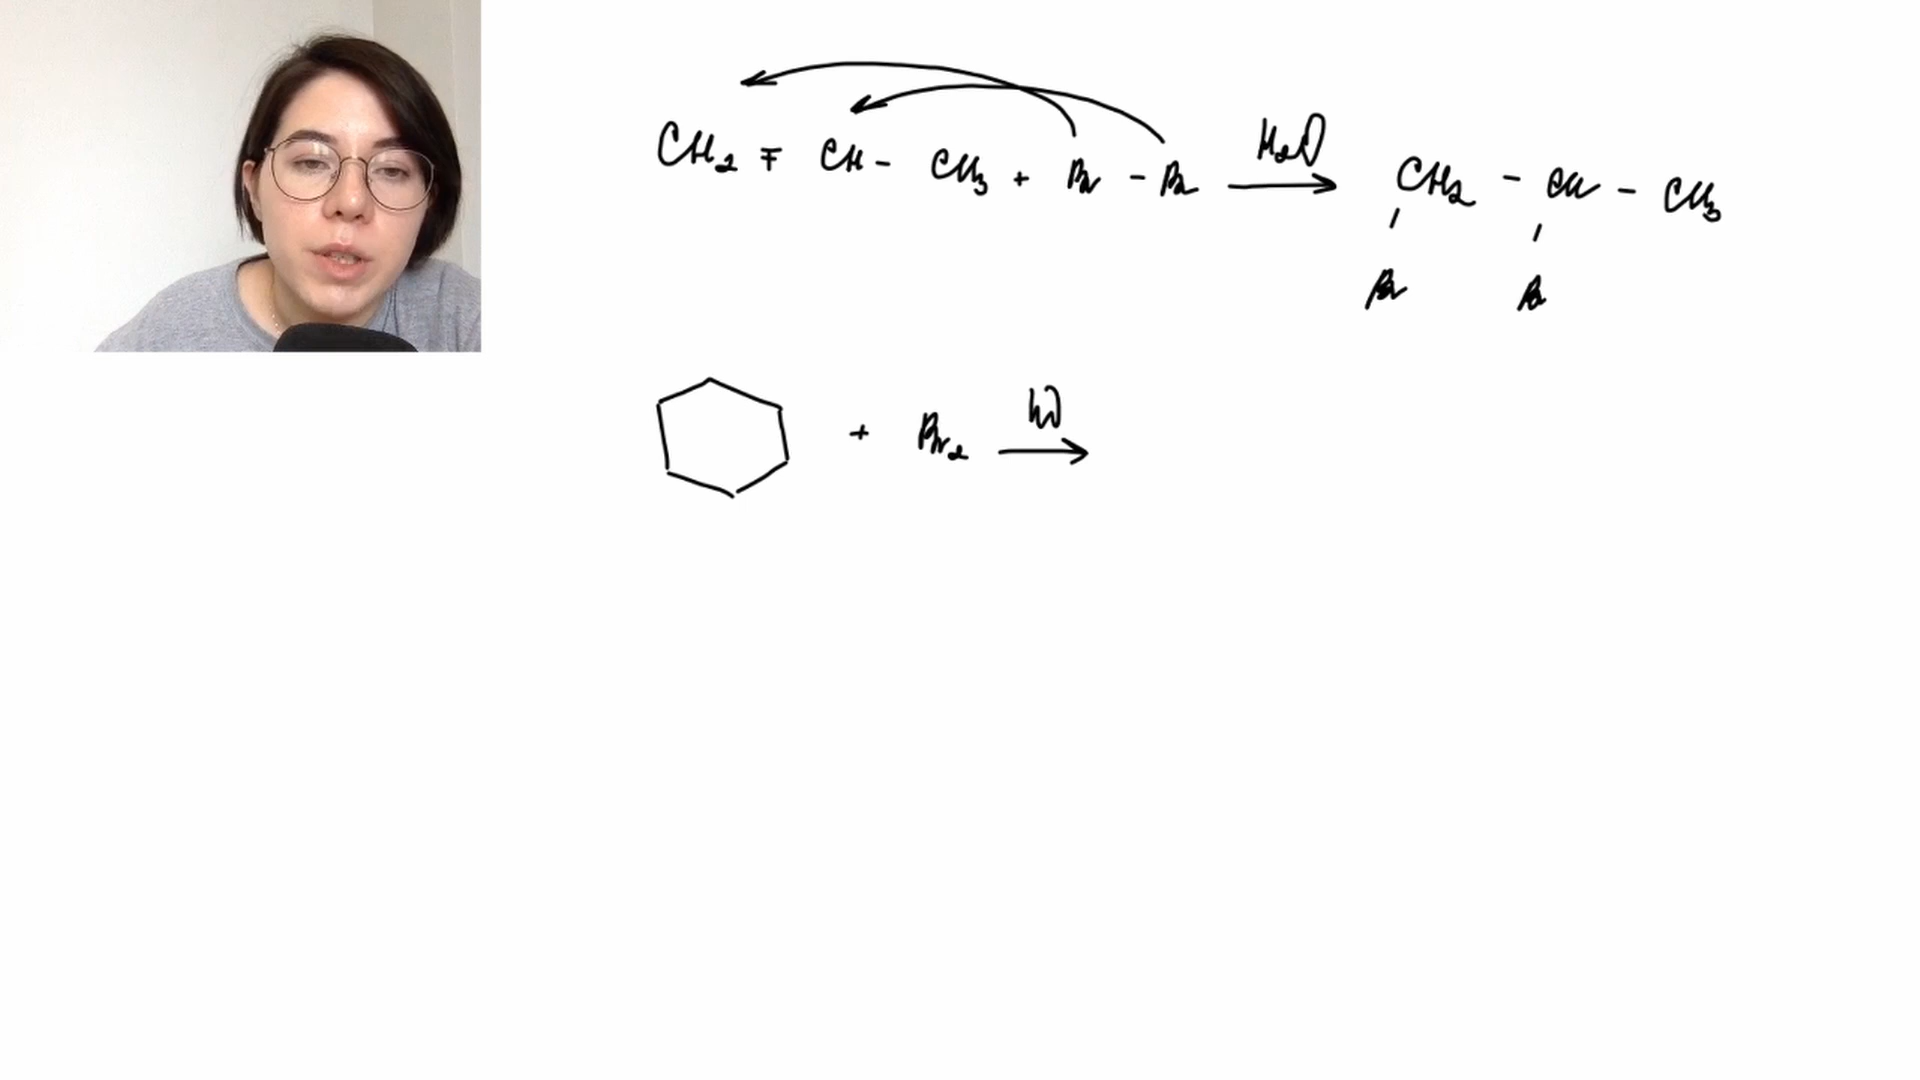 H₂O
CH₂ = CH - CH₃ + Br - Br → CH₂ - CH - CH₃
Br Br
+ Br₂ hν →